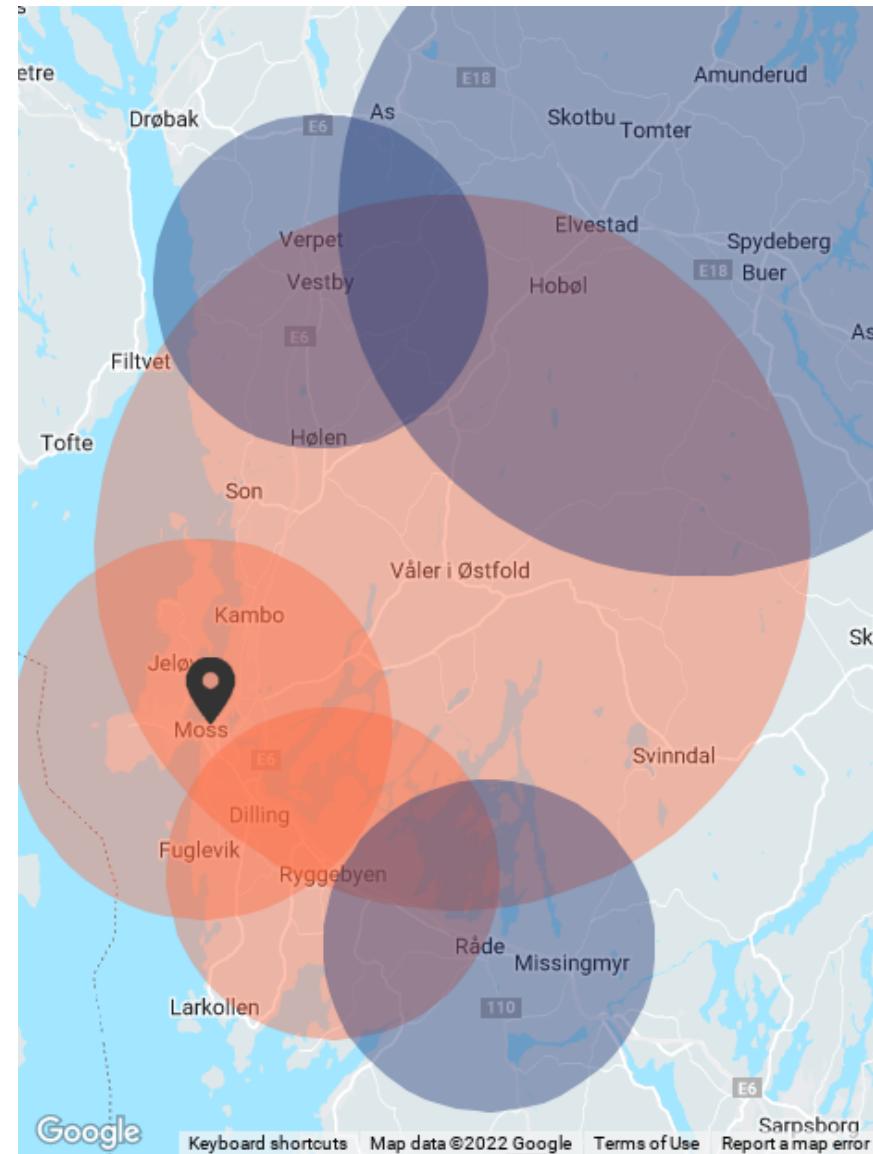 etre
E18
Amunderud
As
Skotbu
Tomter
Drøbak
E6
Elvestad
Verpet
Spydeberg
E18
Buer
Vestby
Hobøl
E6
As
Filtvet
Hølen
Tofte
Son
Våler i Østfold
Kambo
Sk
Jeløy
Moss
Svinndal
E6
Dilling
Fuglevik
Ryggebyen
Råde
Missingmyr
Larkollen
110
E6
Sarpsborg
Google
Keyboard shortcuts Map data ©2022 Google Terms of Use Report a map error